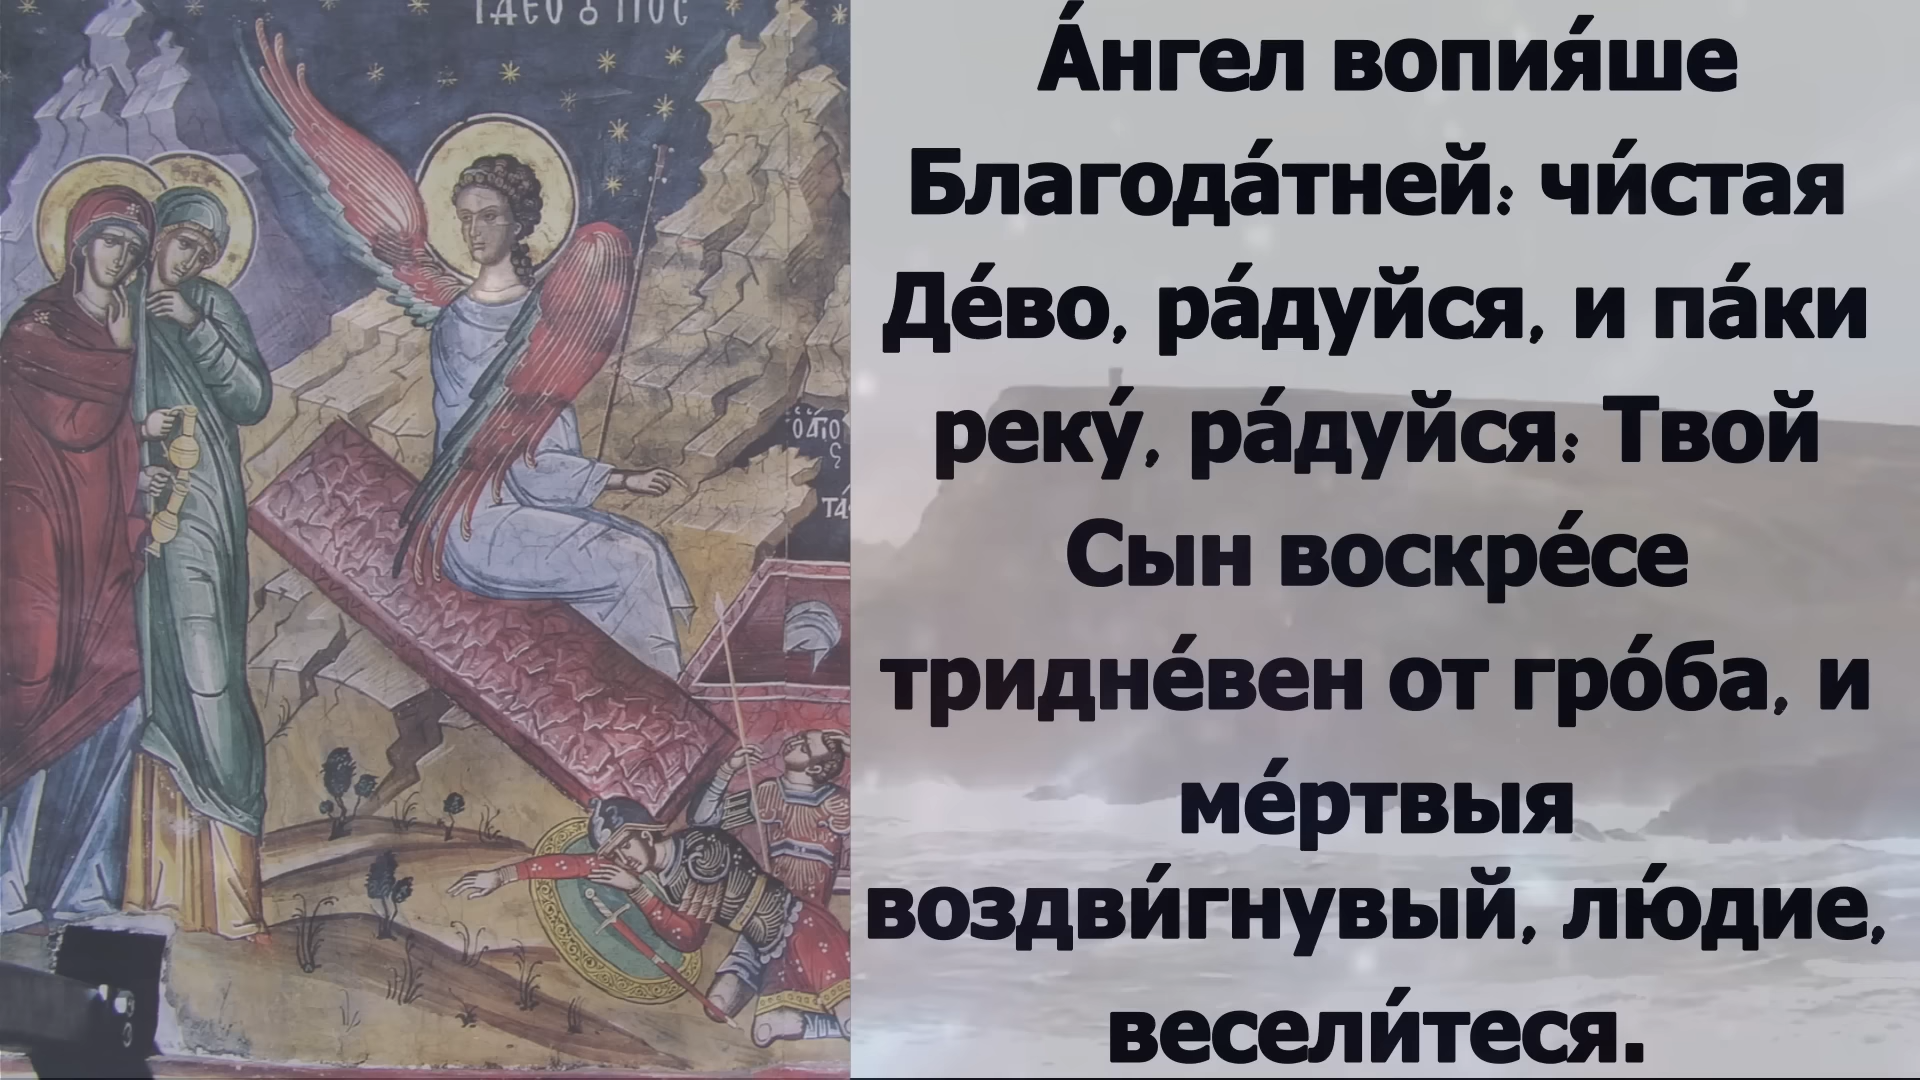 А́нгел вопия́ше
Благода́тней: чи́стая
Де́во, ра́дуйся, и па́ки
реку́, ра́дуйся: Твой
Сын воскре́се
тридне́вен от гро́ба, и
ме́ртвыя
воздви́гнувый, лю́дие,
весели́теся.